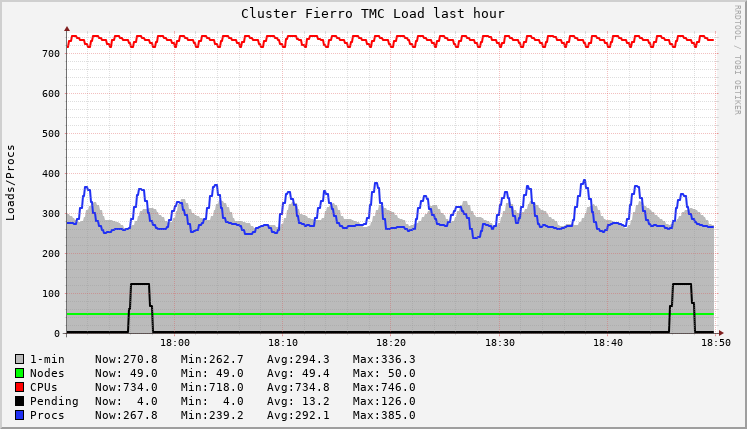 Cluster Fierro TMC Load last hour
RRDTOOL / TOBI OETIKER
Loads/Procs
700
600
500
400
300
200
100
0
18:00 18:10 18:20 18:30 18:40 18:50
1-min Now:270.8 Min:262.7 Avg:294.3 Max:336.3
Nodes Now: 49.0 Min: 49.0 Avg: 49.4 Max: 50.0
CPUs Now:734.0 Min:718.0 Avg:734.8 Max:746.0
Pending Now: 4.0 Min: 4.0 Avg: 13.2 Max:126.0
Procs Now:267.8 Min:239.2 Avg:292.1 Max:385.0